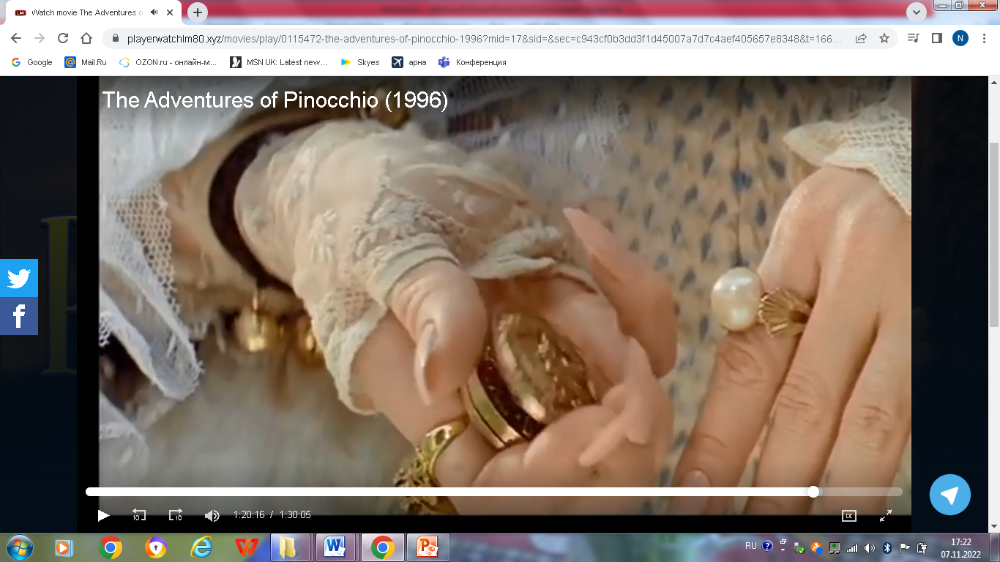 Watch movie The Adventures o
playerwatchlm80.xyz/movies/play/0115472-the-adventures-of-pinocchio-1996?mid=17&sid=&sec=c943cf0b3dd3f1d45007a7d7c4aef405657e8348&t=166...
N
Google
Mail.Ru
OZON.ru - онлайн-м...
MSN UK: Latest new...
Skyes
арна
Конференция
The Adventures of Pinocchio (1996)
10
10
1:20:16 / 1:30:05
RU
17:22
07.11.2022